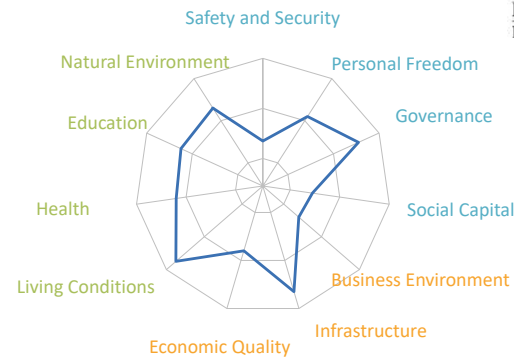 Safety and Security
Natural Environment
Personal Freedom
Education
Governance
Health
Social Capital
Living Conditions
Business Environment
Infrastructure
Economic Quality